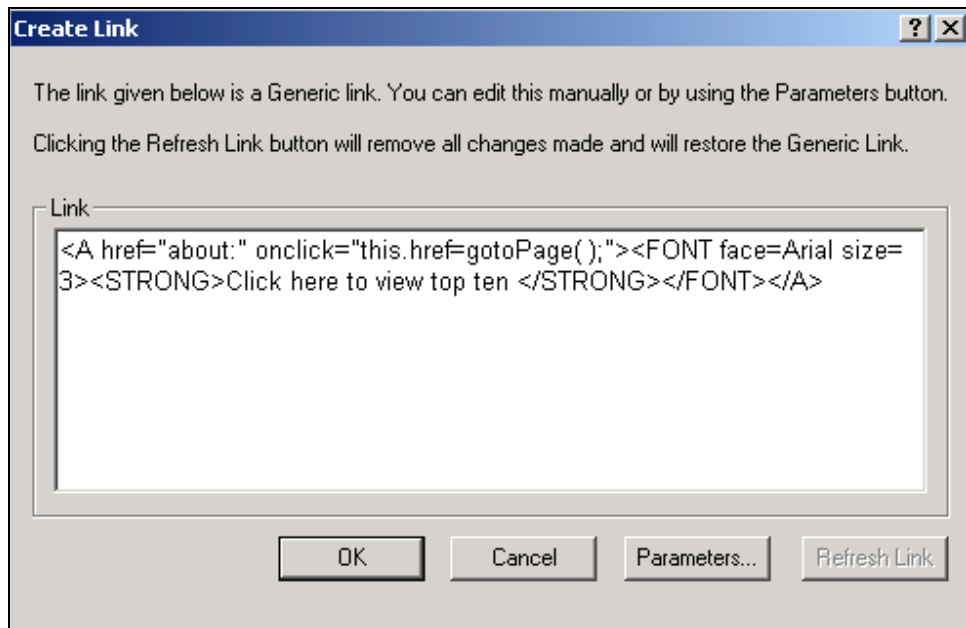 Create Link
The link given below is a Generic link. You can edit this manually or by using the Parameters button.
Clicking the Refresh Link button will remove all changes made and will restore the Generic Link.
Link
<A href="about:" onclick="this.href=gotoPage( );"><FONT face=Arial size=
3><STRONG>Click here to view top ten </STRONG></FONT></A>
OK Cancel Parameters... Refresh Link